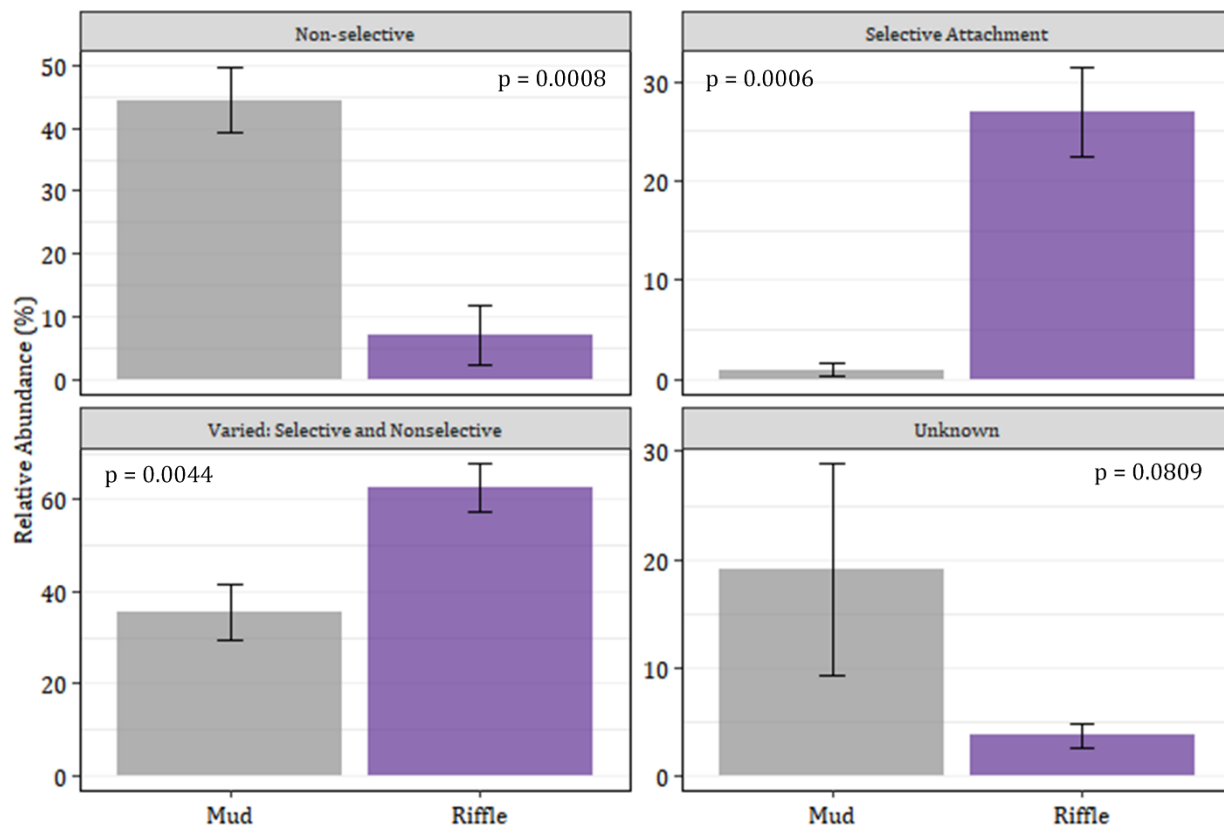 Relative Abundance (%)
Non-selective
p = 0.0008
50
40
30
20
10
0
Selective Attachment
p = 0.0006
30
20
10
0
Varied: Selective and Nonselective
p = 0.0044
60
40
20
0
Mud Riffle
Unknown
p = 0.0809
30
20
10
0
Mud Riffle